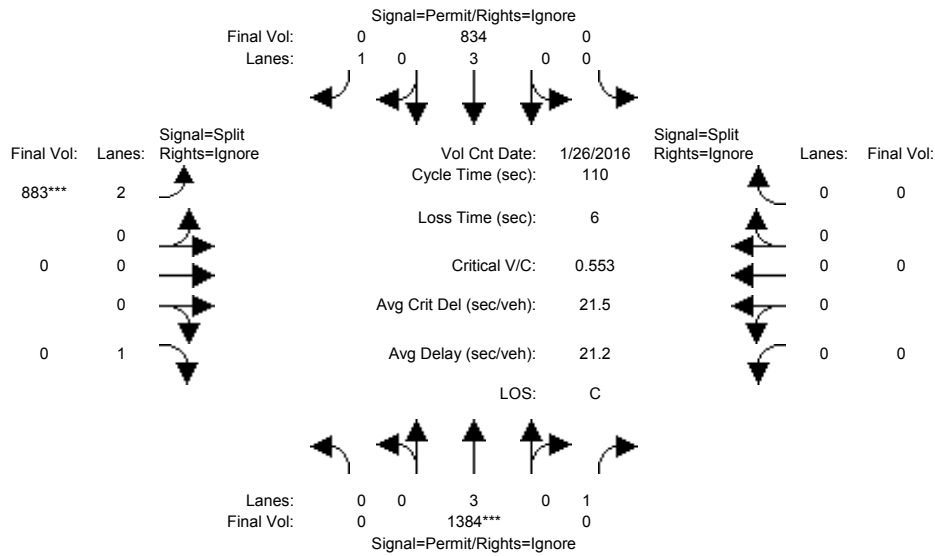 Signal=Permit/Rights=Ignore
Final Vol: 0 834 0
Lanes: 1 0 3 0 0
Signal=Split
Final Vol: Lanes: Rights=Ignore
Vol Cnt Date: 1/26/2016
Signal=Split
Rights=Ignore Lanes: Final Vol:
Cycle Time (sec): 110
883*** 2
0 0
Loss Time (sec): 6
0
0
0 0
Critical V/C: 0.553
0 0
0
Avg Crit Del (sec/veh): 21.5
0
0 1
Avg Delay (sec/veh): 21.2
0 0
LOS: C
Lanes: 0 0 3 0 1
Final Vol: 0 1384*** 0
Signal=Permit/Rights=Ignore